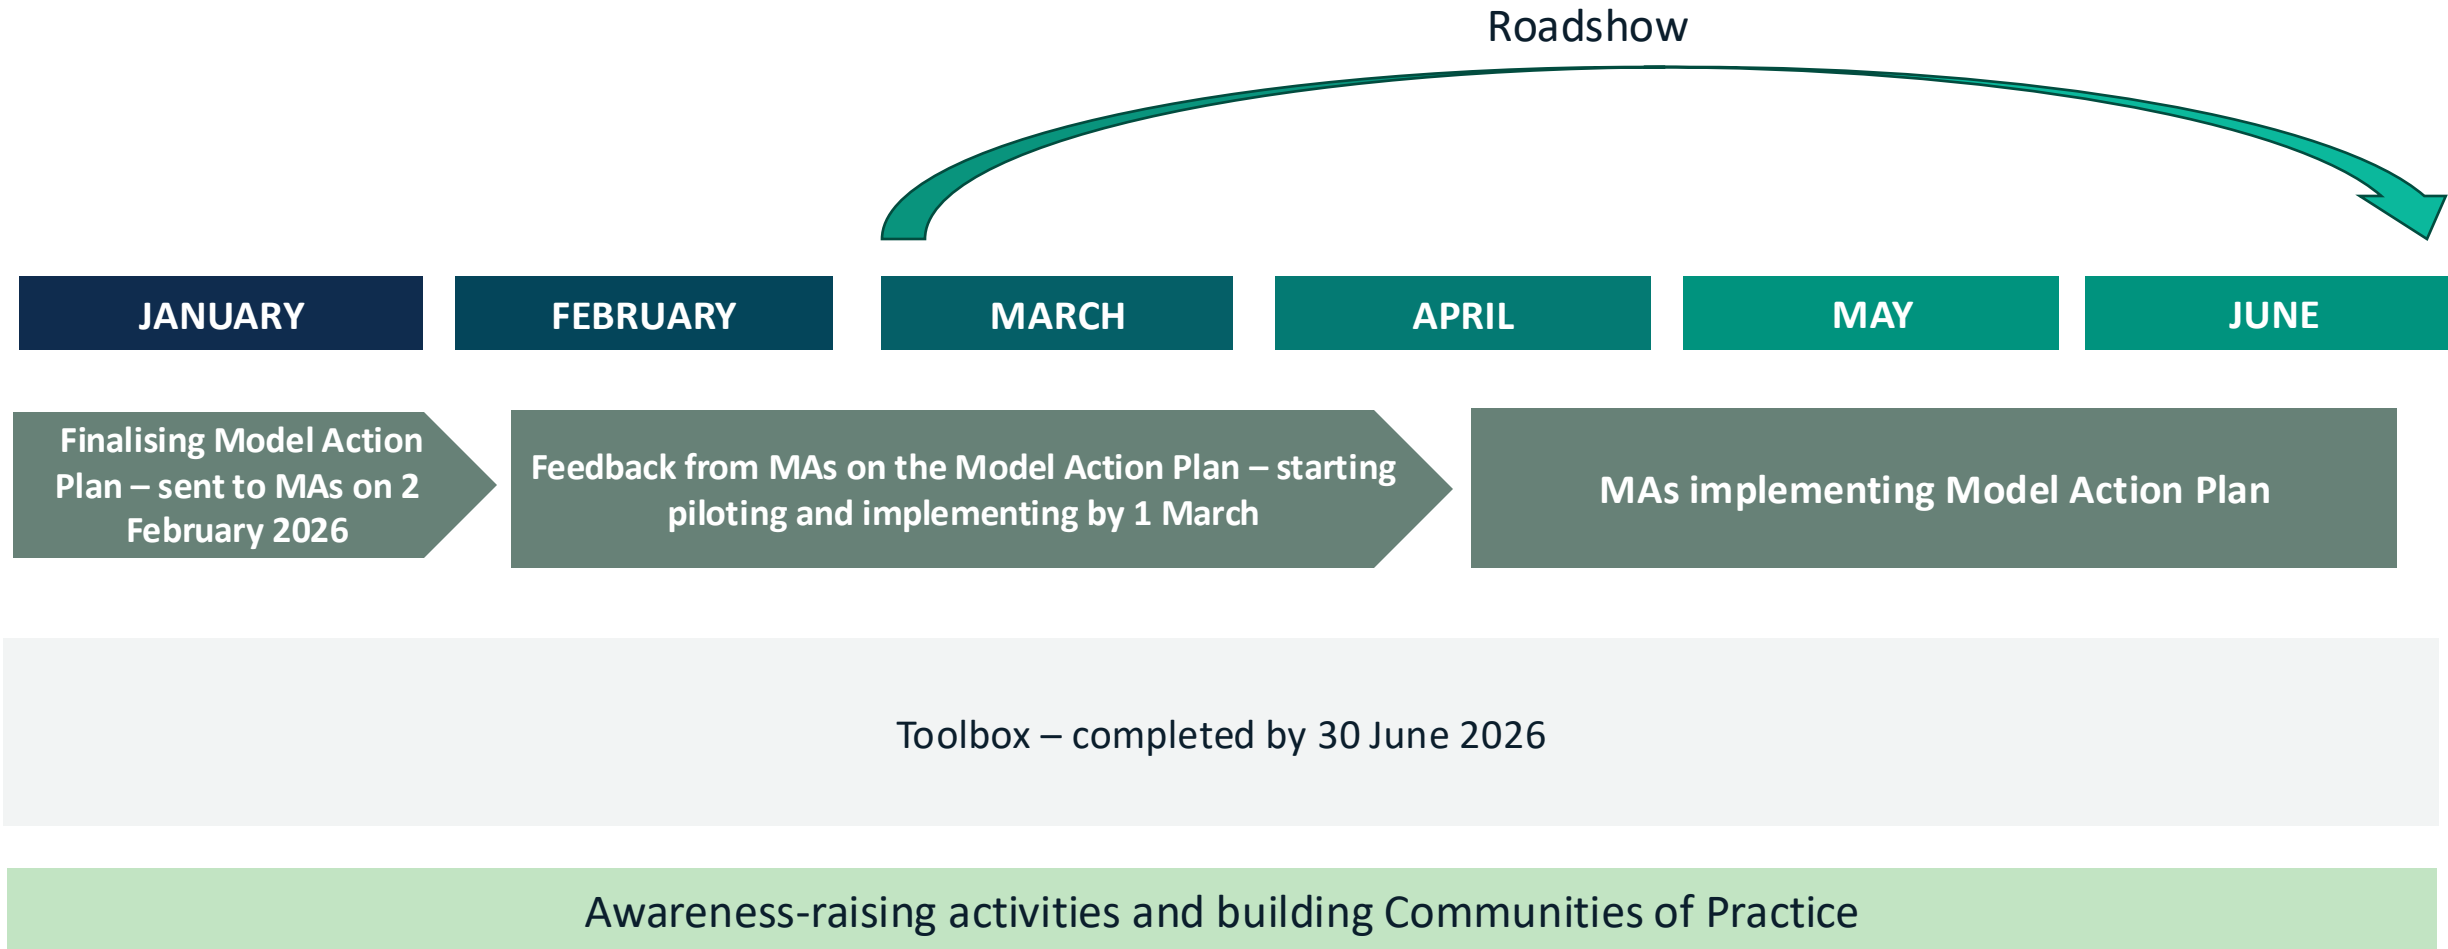 Roadshow
JANUARY
FEBRUARY
MARCH
APRIL
MAY
JUNE
Finalising Model Action
Plan – sent to MAs on 2
February 2026
Feedback from MAs on the Model Action Plan – starting
piloting and implementing by 1 March
MAs implementing Model Action Plan
Toolbox – completed by 30 June 2026
Awareness-raising activities and building Communities of Practice